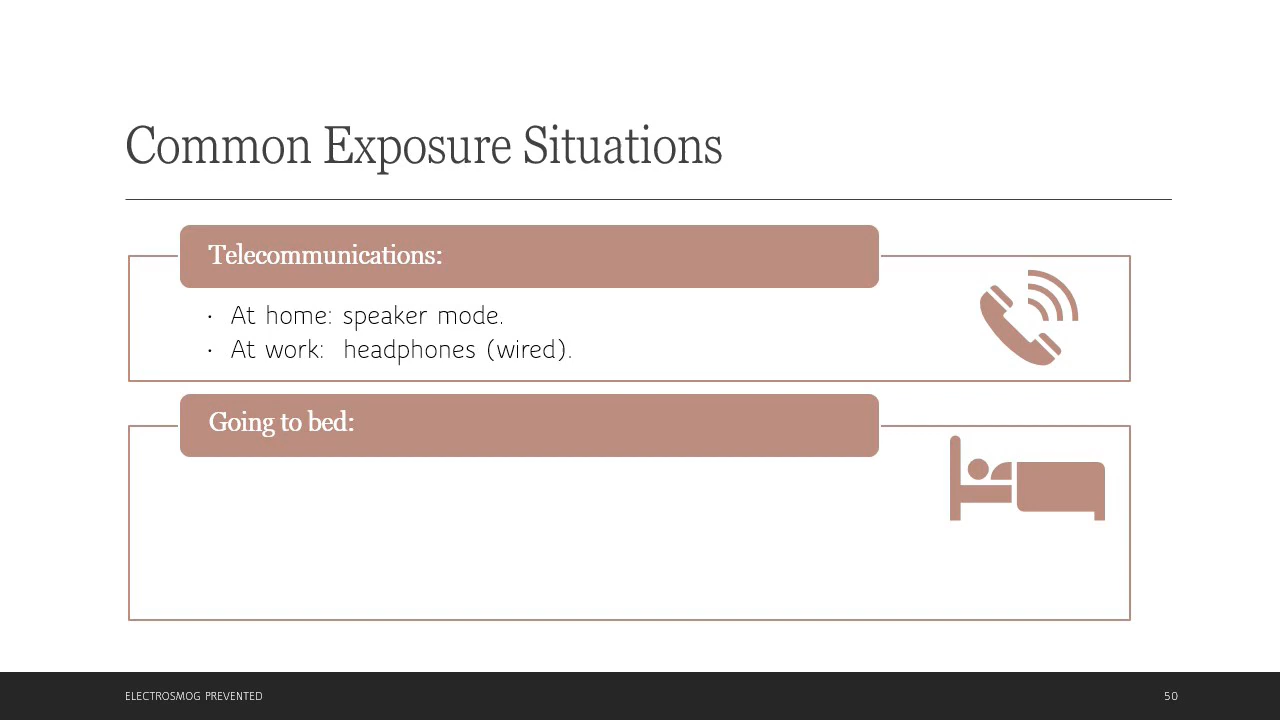 Common Exposure Situations
Telecommunications:
· At home: speaker mode.
· At work:  headphones (wired).
Going to bed:
ELECTROSMOG PREVENTED
50